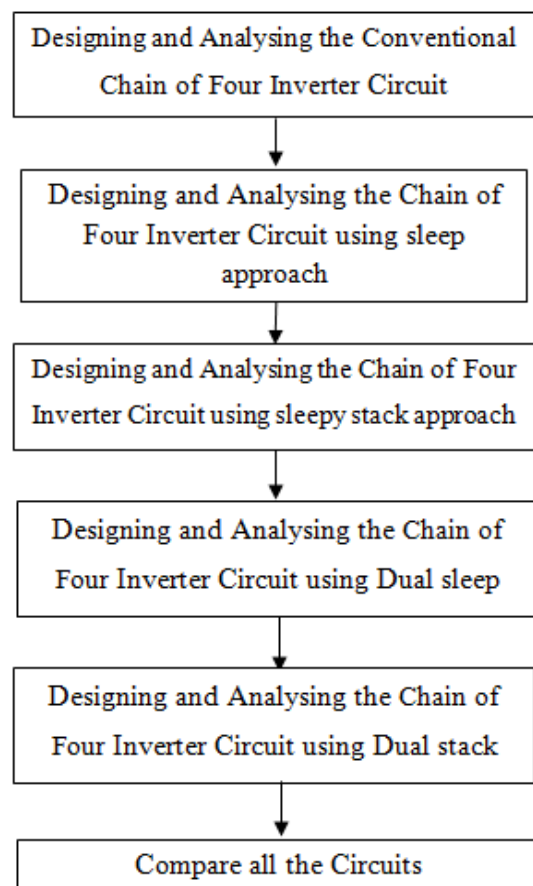 Designing and Analysing the Conventional
Chain of Four Inverter Circuit
Designing and Analysing the Chain of
Four Inverter Circuit using sleep
approach
Designing and Analysing the Chain of Four
Inverter Circuit using sleepy stack approach
Designing and Analysing the Chain of
Four Inverter Circuit using Dual sleep
Designing and Analysing the Chain of
Four Inverter Circuit using Dual stack
Compare all the Circuits